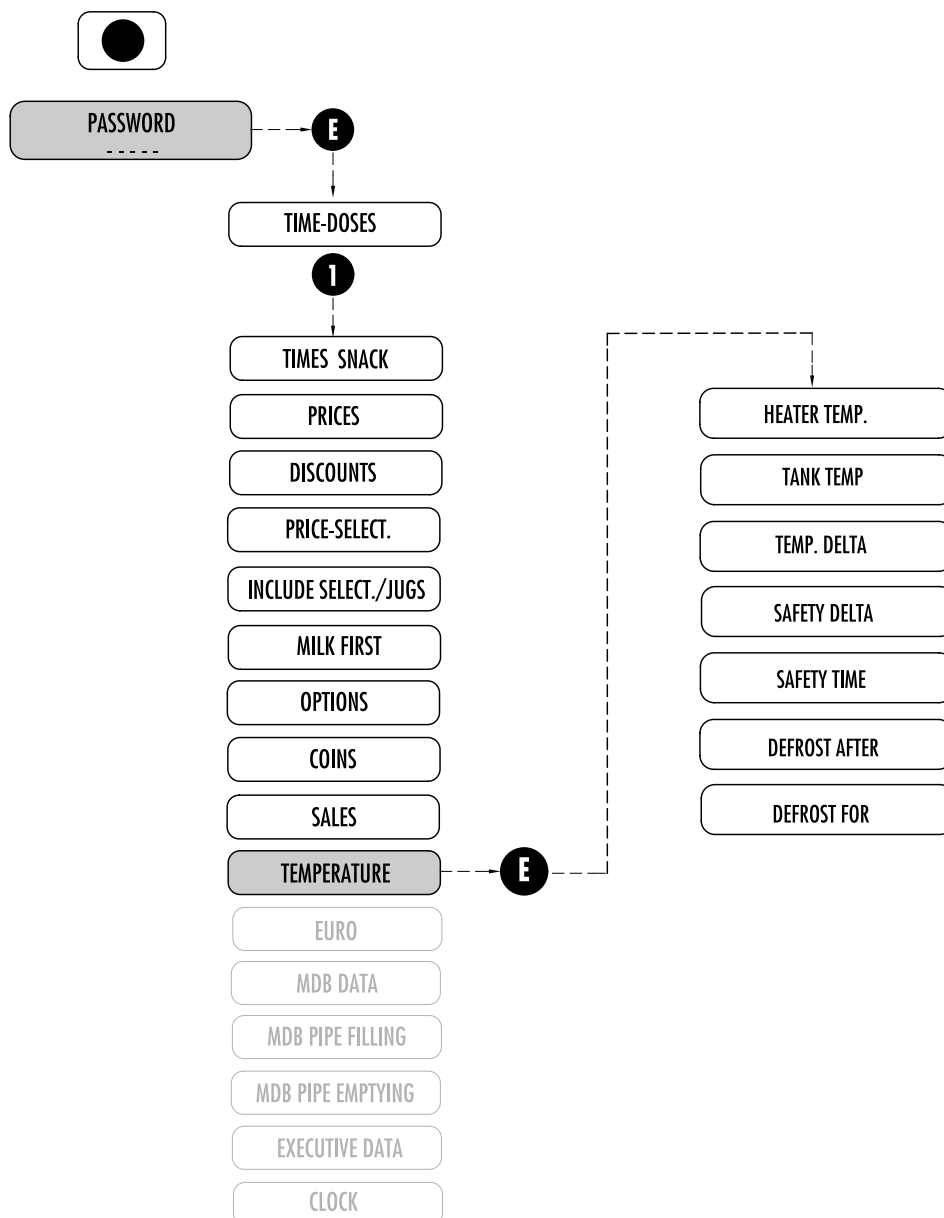 PASSWORD
- - - - -
E
TIME-DOSES
1
TIMES SNACK
PRICES
DISCOUNTS
PRICE-SELECT.
INCLUDE SELECT./JUGS
MILK FIRST
OPTIONS
COINS
SALES
TEMPERATURE
E
EURO
MDB DATA
MDB PIPE FILLING
MDB PIPE EMPTYING
EXECUTIVE DATA
CLOCK
HEATER TEMP.
TANK TEMP
TEMP. DELTA
SAFETY DELTA
SAFETY TIME
DEFROST AFTER
DEFROST FOR